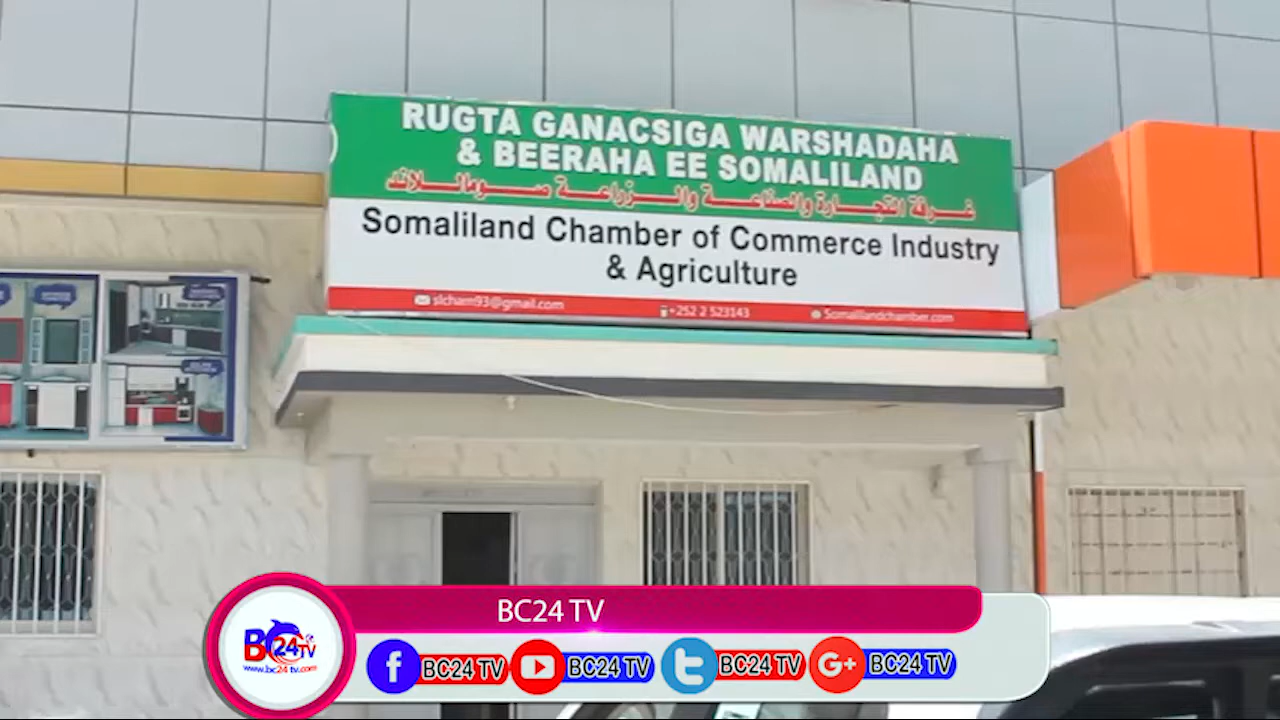 RUGTA GANACSIGA WARSHADAHA
& BEERAHA EE SOMALILAND
غرفة التجارة والصناعة والزراعة صوماللاند
Somaliland Chamber of Commerce Industry
& Agriculture
slcham93@gmail.com +252 2 523143 Somalilandchamber.com
BC24 TV
BC24TV
www.bc24tv.com
BC24 TV BC24 TV BC24 TV BC24 TV